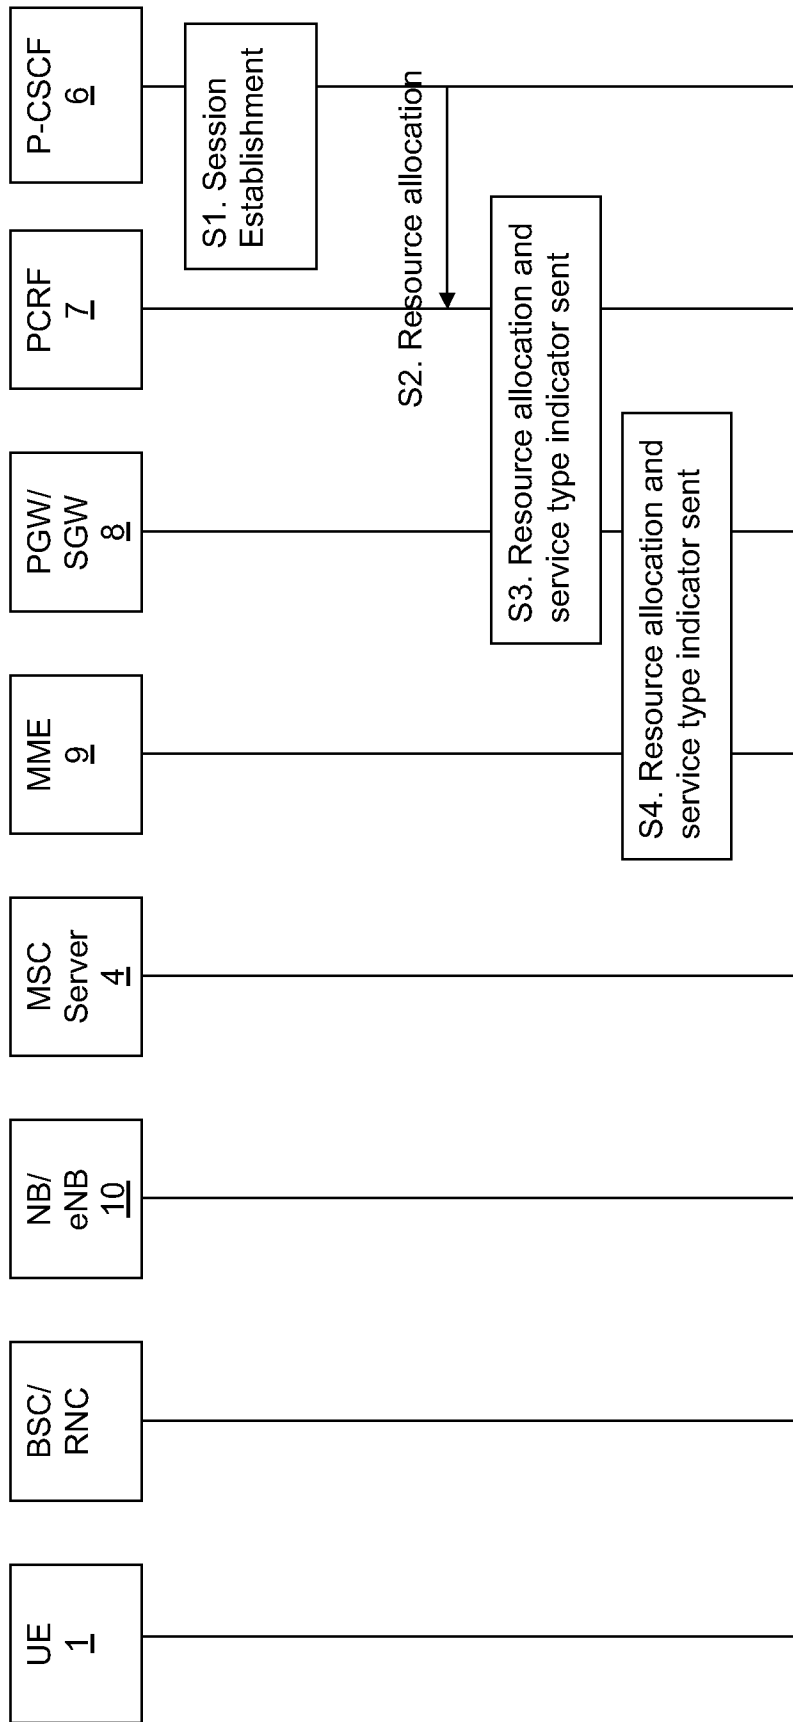 UE
1
BSC/
RNC
NB/
eNB
10
MSC
Server
4
MME
9
PGW/
SGW
8
PCRF
7
P-CSCF
6
S1. Session
Establishment
S2. Resource allocation
S3. Resource allocation and
service type indicator sent
S4. Resource allocation and
service type indicator sent